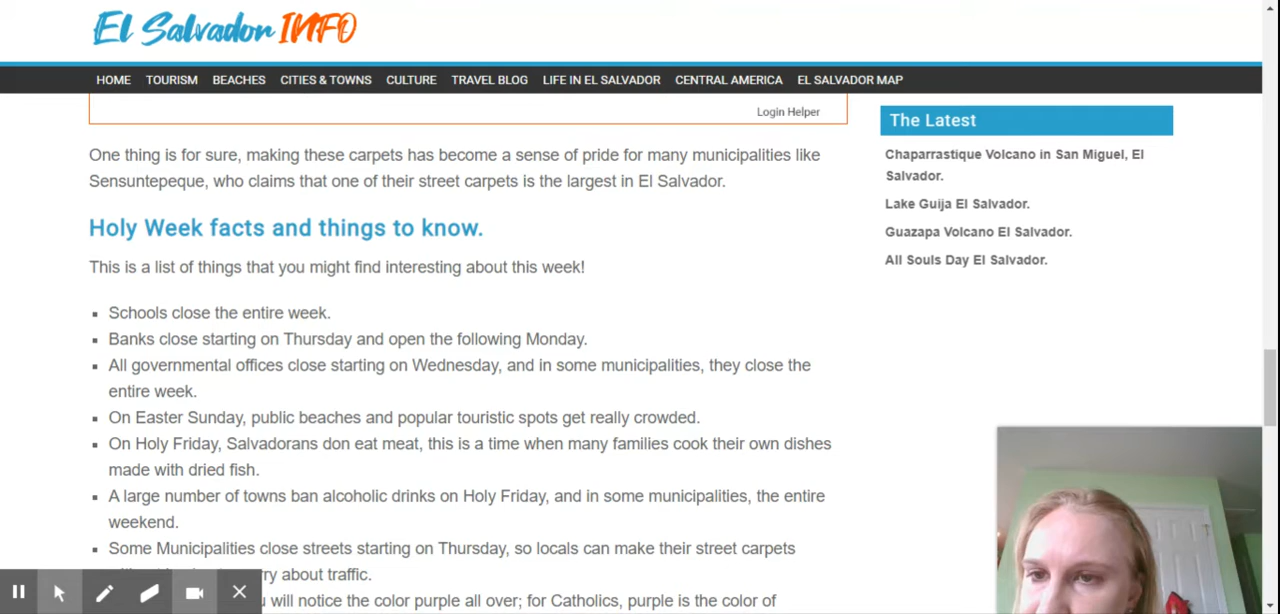 El Salvador INFO
HOME TOURISM BEACHES CITIES & TOWNS CULTURE TRAVEL BLOG LIFE IN EL SALVADOR CENTRAL AMERICA EL SALVADOR MAP
Login Helper
One thing is for sure, making these carpets has become a sense of pride for many municipalities like
Sensuntepeque, who claims that one of their street carpets is the largest in El Salvador.
Holy Week facts and things to know.
This is a list of things that you might find interesting about this week!
Schools close the entire week.
Banks close starting on Thursday and open the following Monday.
All governmental offices close starting on Wednesday, and in some municipalities, they close the
entire week.
On Easter Sunday, public beaches and popular touristic spots get really crowded.
On Holy Friday, Salvadorans don eat meat, this is a time when many families cook their own dishes
made with dried fish.
A large number of towns ban alcoholic drinks on Holy Friday, and in some municipalities, the entire
weekend.
Some Municipalities close streets starting on Thursday, so locals can make their street carpets
about traffic.
will notice the color purple all over; for Catholics, purple is the color of
The Latest
Chaparrastique Volcano in San Miguel, El
Salvador.
Lake Guija El Salvador.
Guazapa Volcano El Salvador.
All Souls Day El Salvador.